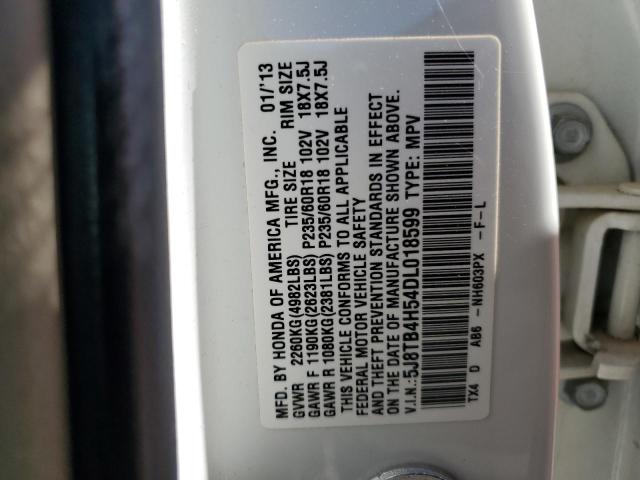 MFD. BY HONDA OF AMERICA MFG., INC. 01/'13
GVWR 2260KG(4982LBS) TIRE SIZE RIM SIZE
GAWR F 1190KG(2623LBS) P235/60R18 102V 18X7.5J
GAWR R 1080KG(2381LBS) P235/60R18 102V 18X7.5J
THIS VEHICLE CONFORMS TO ALL APPLICABLE
FEDERAL MOTOR VEHICLE SAFETY
AND THEFT PREVENTION STANDARDS IN EFFECT
ON THE DATE OF MANUFACTURE SHOWN ABOVE.
V.I.N.:5J8TB4H54DL018599 TYPE: MPV
TX4 D AB6 -NH603PX -F-L